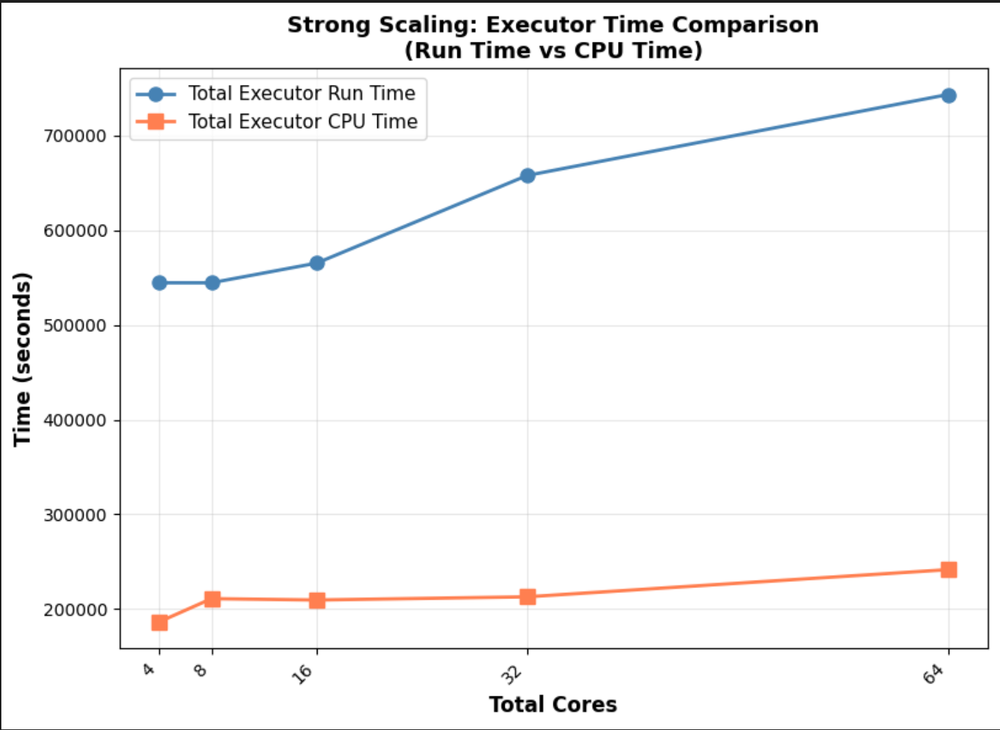 Strong Scaling: Executor Time Comparison
(Run Time vs CPU Time)
Total Executor Run Time
Total Executor CPU Time
Time (seconds)
700000
600000
500000
400000
300000
200000
4
8
16
32
64
Total Cores